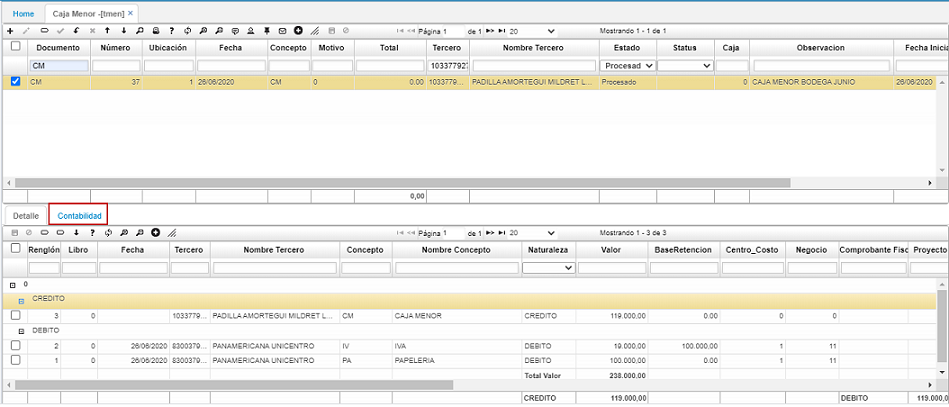 Home Caja Menor -[tmen] ×
Página 1 de 1 20 Mostrando 1 - 1 de 1
Documento Número Ubicación Fecha Concepto Motivo Total Tercero Nombre Tercero Estado Status Caja Observacion Fecha Inicia
CM 103377927 Procesad
CM 37 1 26/06/2020 CM 0 0.00 1033779... PADILLA AMORTEGUI MILDRET L... Procesado 0 CAJA MENOR BODEGA JUNIO 26/06/2020
0,00
Detalle Contabilidad
Página 1 de 1 20 Mostrando 1 - 3 de 3
Renglón Libro Fecha Tercero Nombre Tercero Concepto Nombre Concepto Naturaleza Valor BaseRetencion Centro_Costo Negocio Comprobante Fisc Proyecto
0
CREDITO
3 0 1033779... PADILLA AMORTEGUI MILDRET L... CM CAJA MENOR CREDITO 119.000,00 0.00 0 0
DEBITO
2 0 26/06/2020 8300379... PANAMERICANA UNICENTRO IV IVA DEBITO 19.000,00 100.000,00 1 11
1 0 26/06/2020 8300379... PANAMERICANA UNICENTRO PA PAPELERIA DEBITO 100.000,00 0.00 1 11
Total Valor 238.000,00
CREDITO 119.000,00 DEBITO 119.000,0